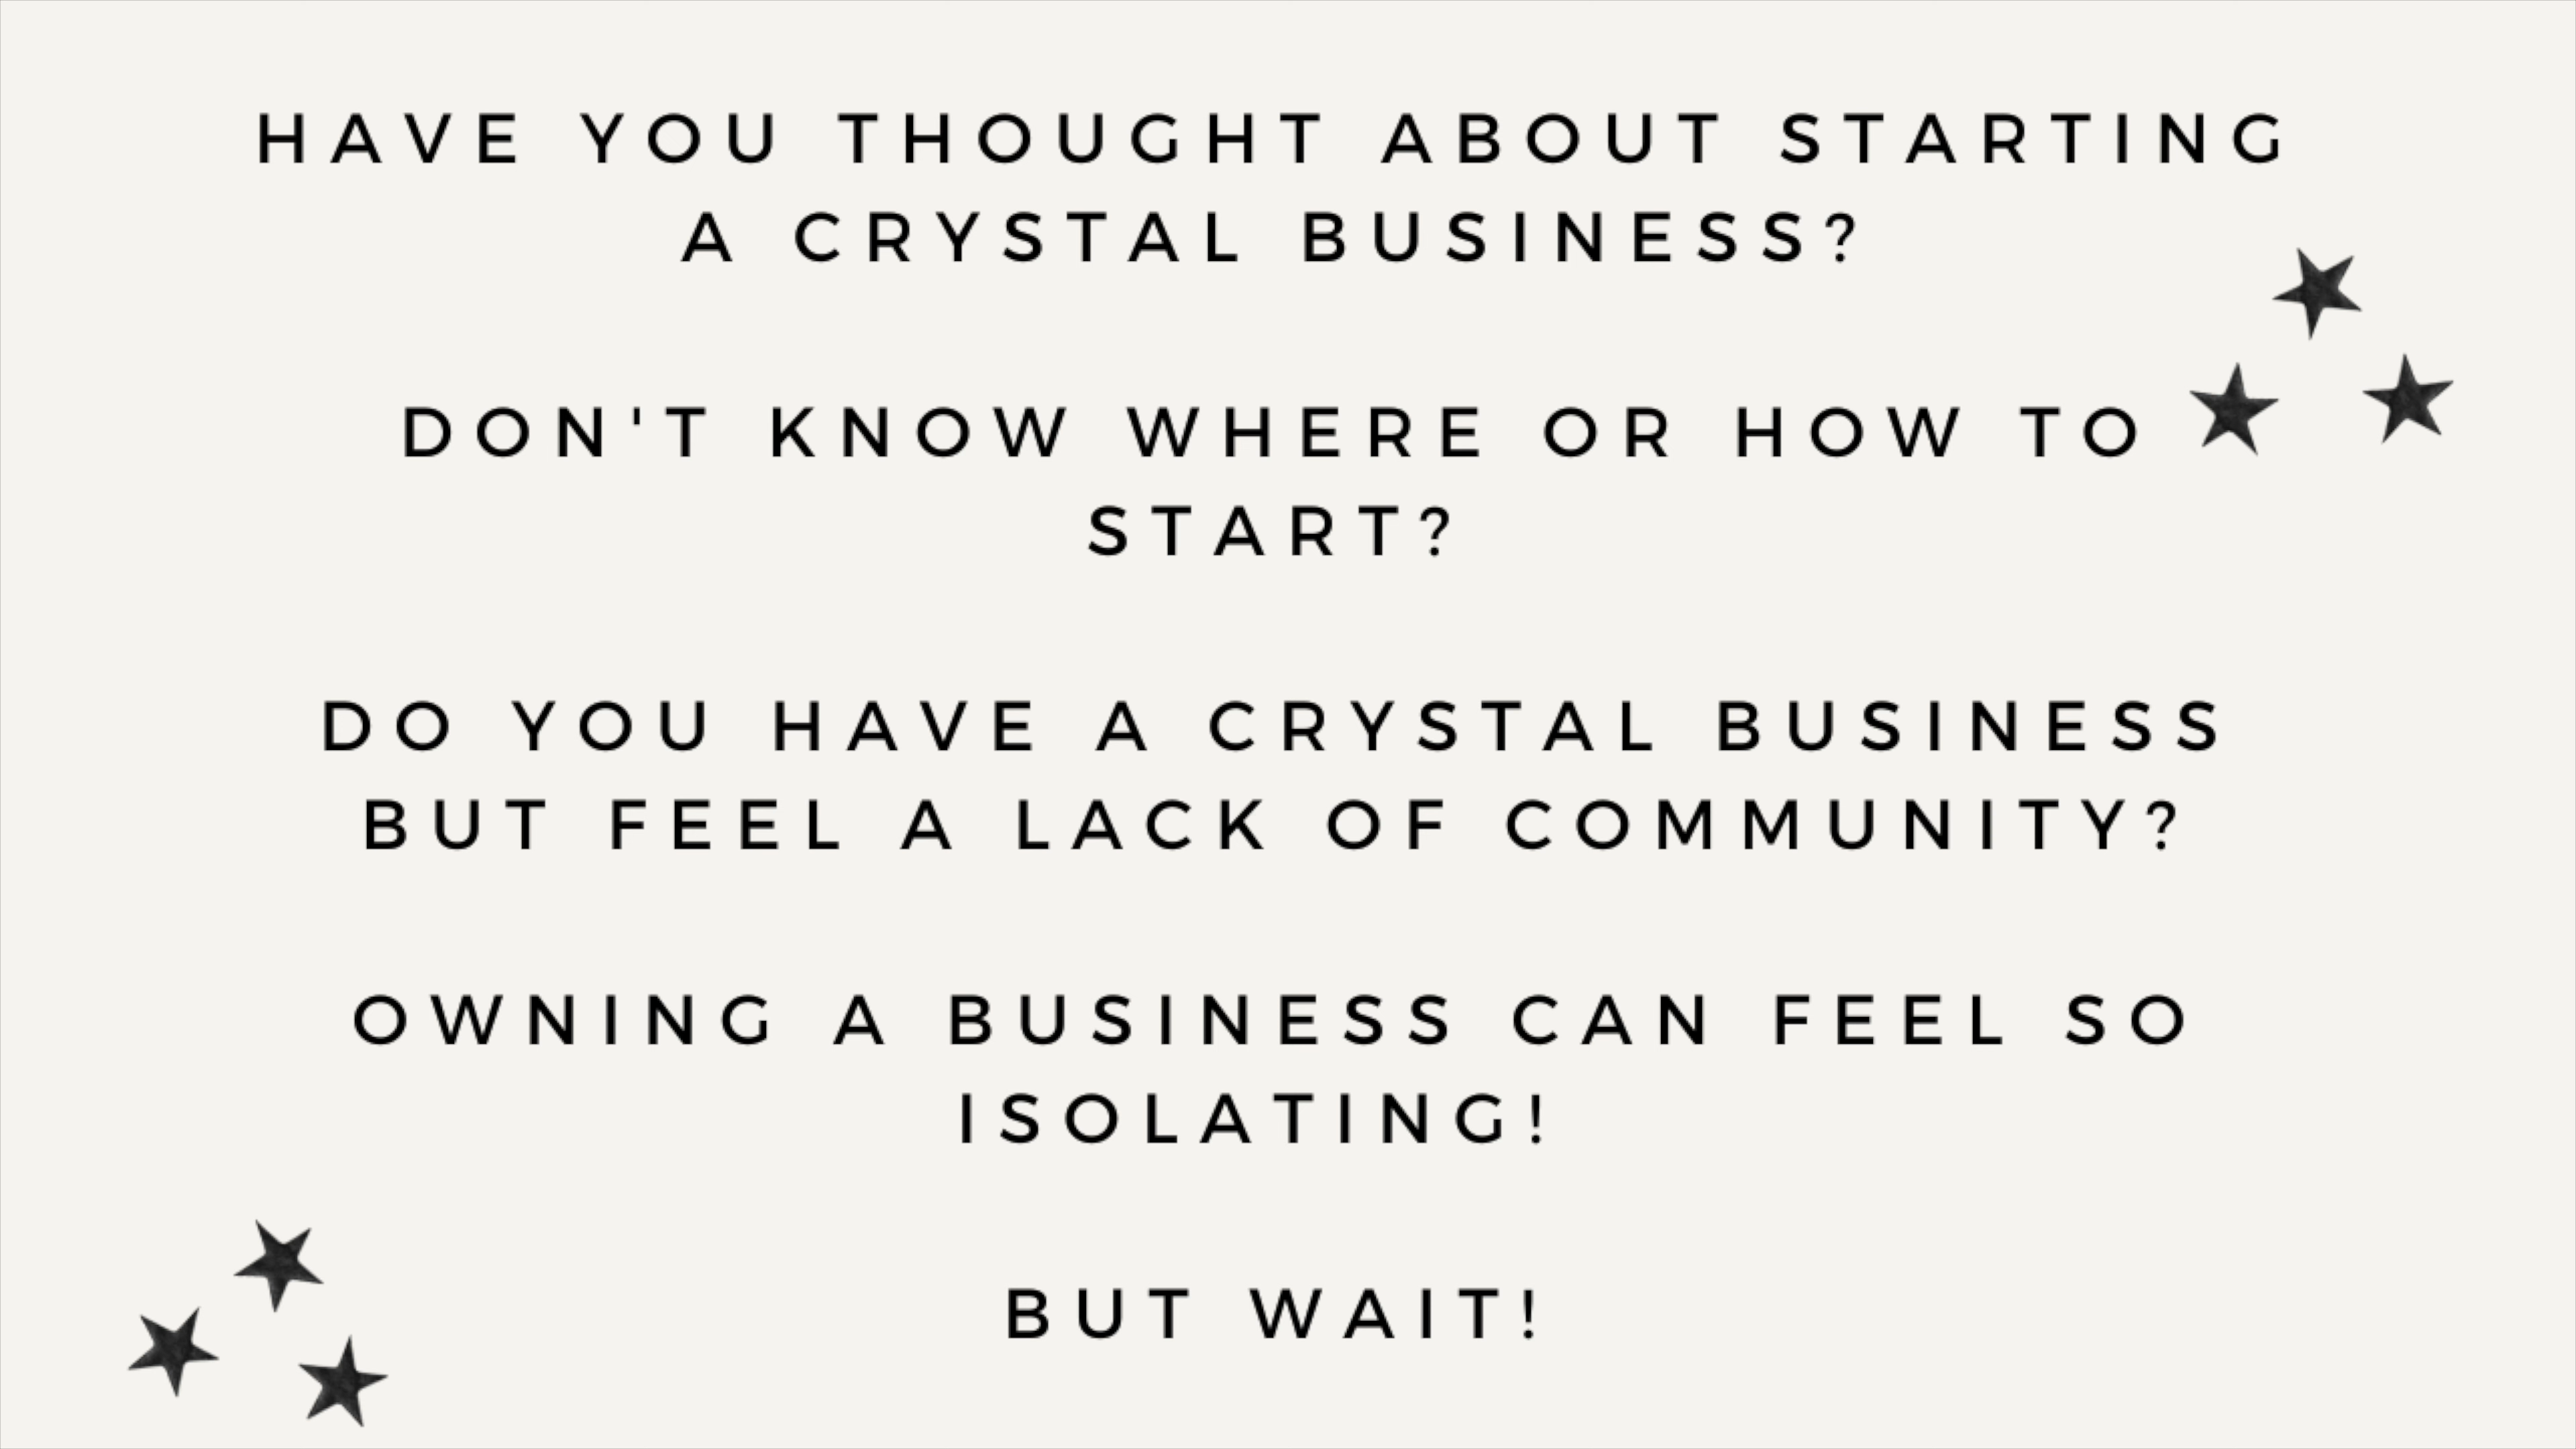 HAVE YOU THOUGHT ABOUT STARTING
A CRYSTAL BUSINESS?
DON'T KNOW WHERE OR HOW TO
START?
DO YOU HAVE A CRYSTAL BUSINESS
BUT FEEL A LACK OF COMMUNITY?
OWNING A BUSINESS CAN FEEL SO
ISOLATING!
BUT WAIT!